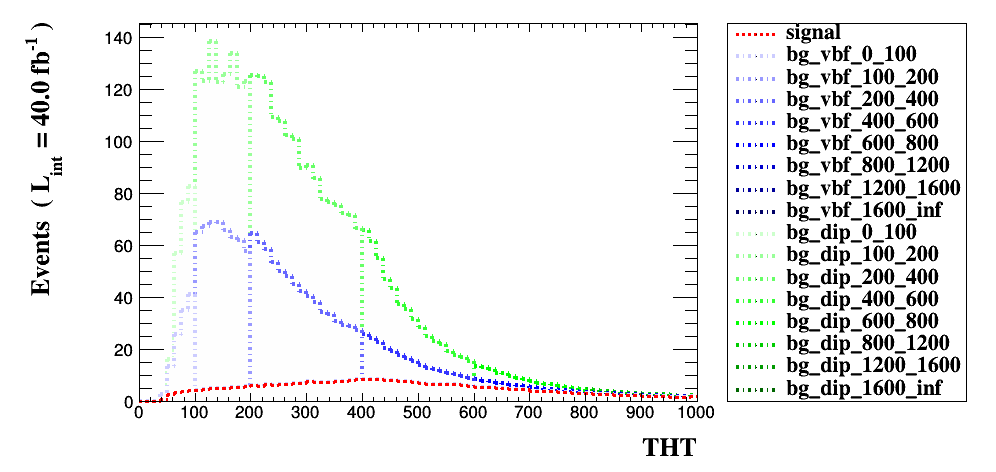 Events ( L_int = 40.0 fb^-1 )
140
120
100
80
60
40
20
0
0 100 200 300 400 500 600 700 800 900 1000
THT
signal
bg_vbf_0_100
bg_vbf_100_200
bg_vbf_200_400
bg_vbf_400_600
bg_vbf_600_800
bg_vbf_800_1200
bg_vbf_1200_1600
bg_vbf_1600_inf
bg_dip_0_100
bg_dip_100_200
bg_dip_200_400
bg_dip_400_600
bg_dip_600_800
bg_dip_800_1200
bg_dip_1200_1600
bg_dip_1600_inf